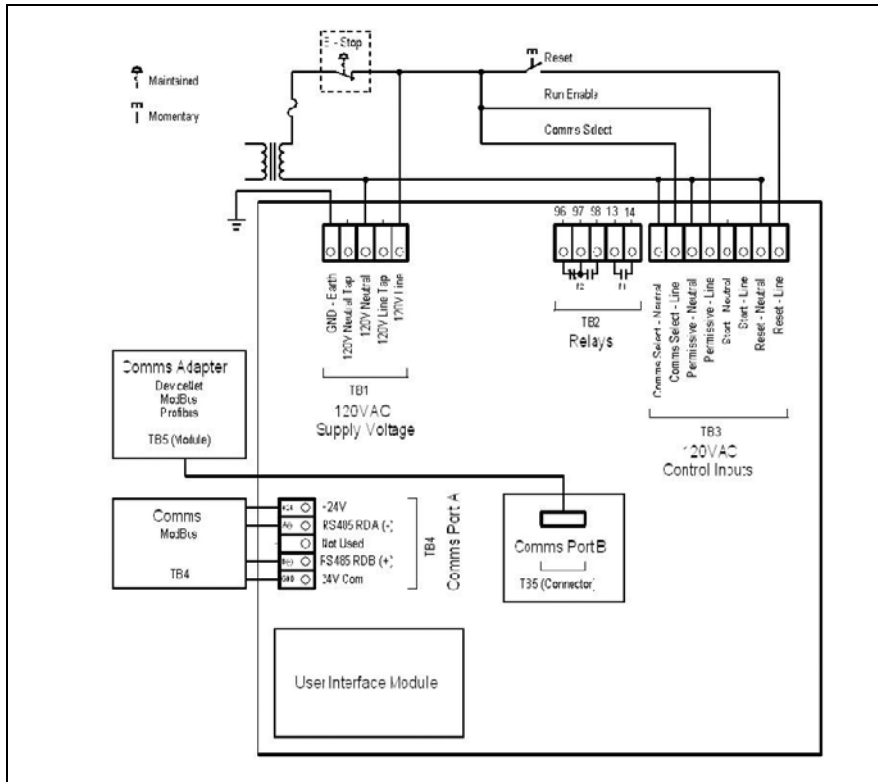 E - Stop
Reset
Maintained
Run Enable
Momentary
Comms Select
96 97 98 13 14
GND - Earth
120V Neutral Tap
120V Neutral
120V Line Tap
120V Line
Comms Select - Neutral
Comms Select - Line
Permissive - Neutral
Permissive - Line
Start Neutral
Start - Line
Reset - Neutral
Reset - Line
TB1
120VAC
Supply Voltage
TB2
Relays
TB3
120VAC
Control Inputs
Comms Adapter
DeviceNet
ModBus
Profibus
TB5 (Module)
Comms
ModBus
TB4
24V
RS485 RDA (-)
Not Used
RS485 RDB (+)
24V Com
GND
TB4
Comms Port A
Comms Port B
TB5 (Connector)
User Interface Module